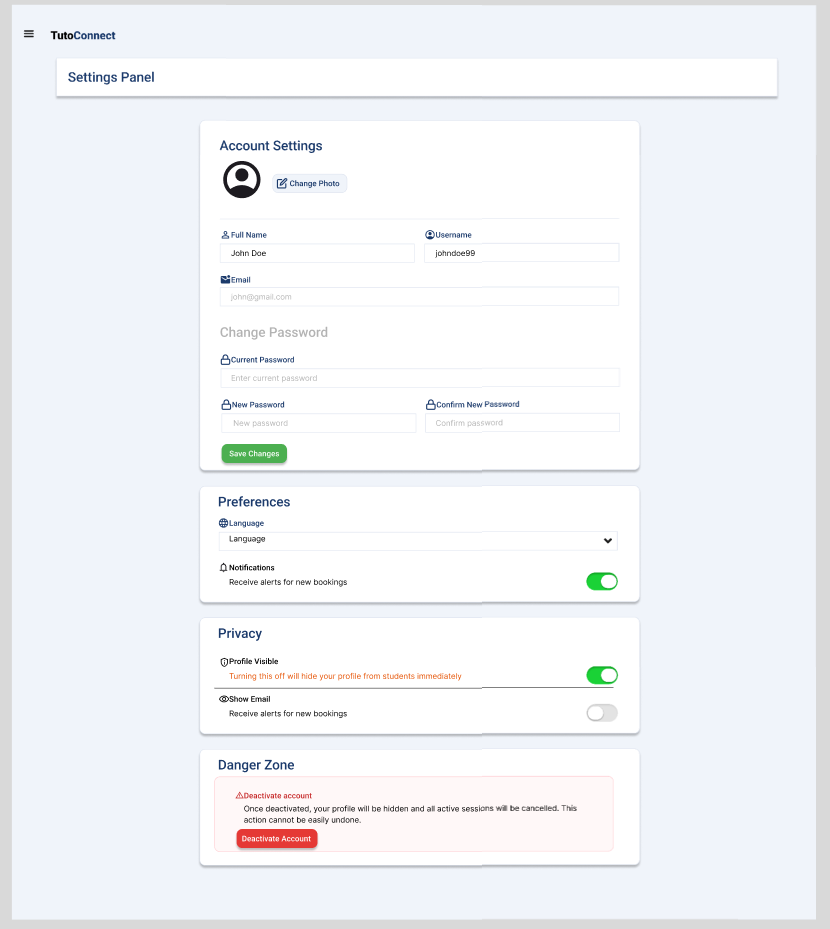 TutoConnect
Settings Panel
Account Settings
Change Photo
Full Name
Username
John Doe
johndoe99
Email
john@gmail.com
Change Password
Current Password
Enter current password
New Password
Confirm New Password
New password
Confirm password
Save Changes
Preferences
Language
Language
Notifications
Receive alerts for new bookings
Privacy
Profile Visible
Turning this off will hide your profile from students immediately
Show Email
Receive alerts for new bookings
Danger Zone
Deactivate account
Once deactivated, your profile will be hidden and all active sessions will be cancelled. This
action cannot be easily undone.
Deactivate Account